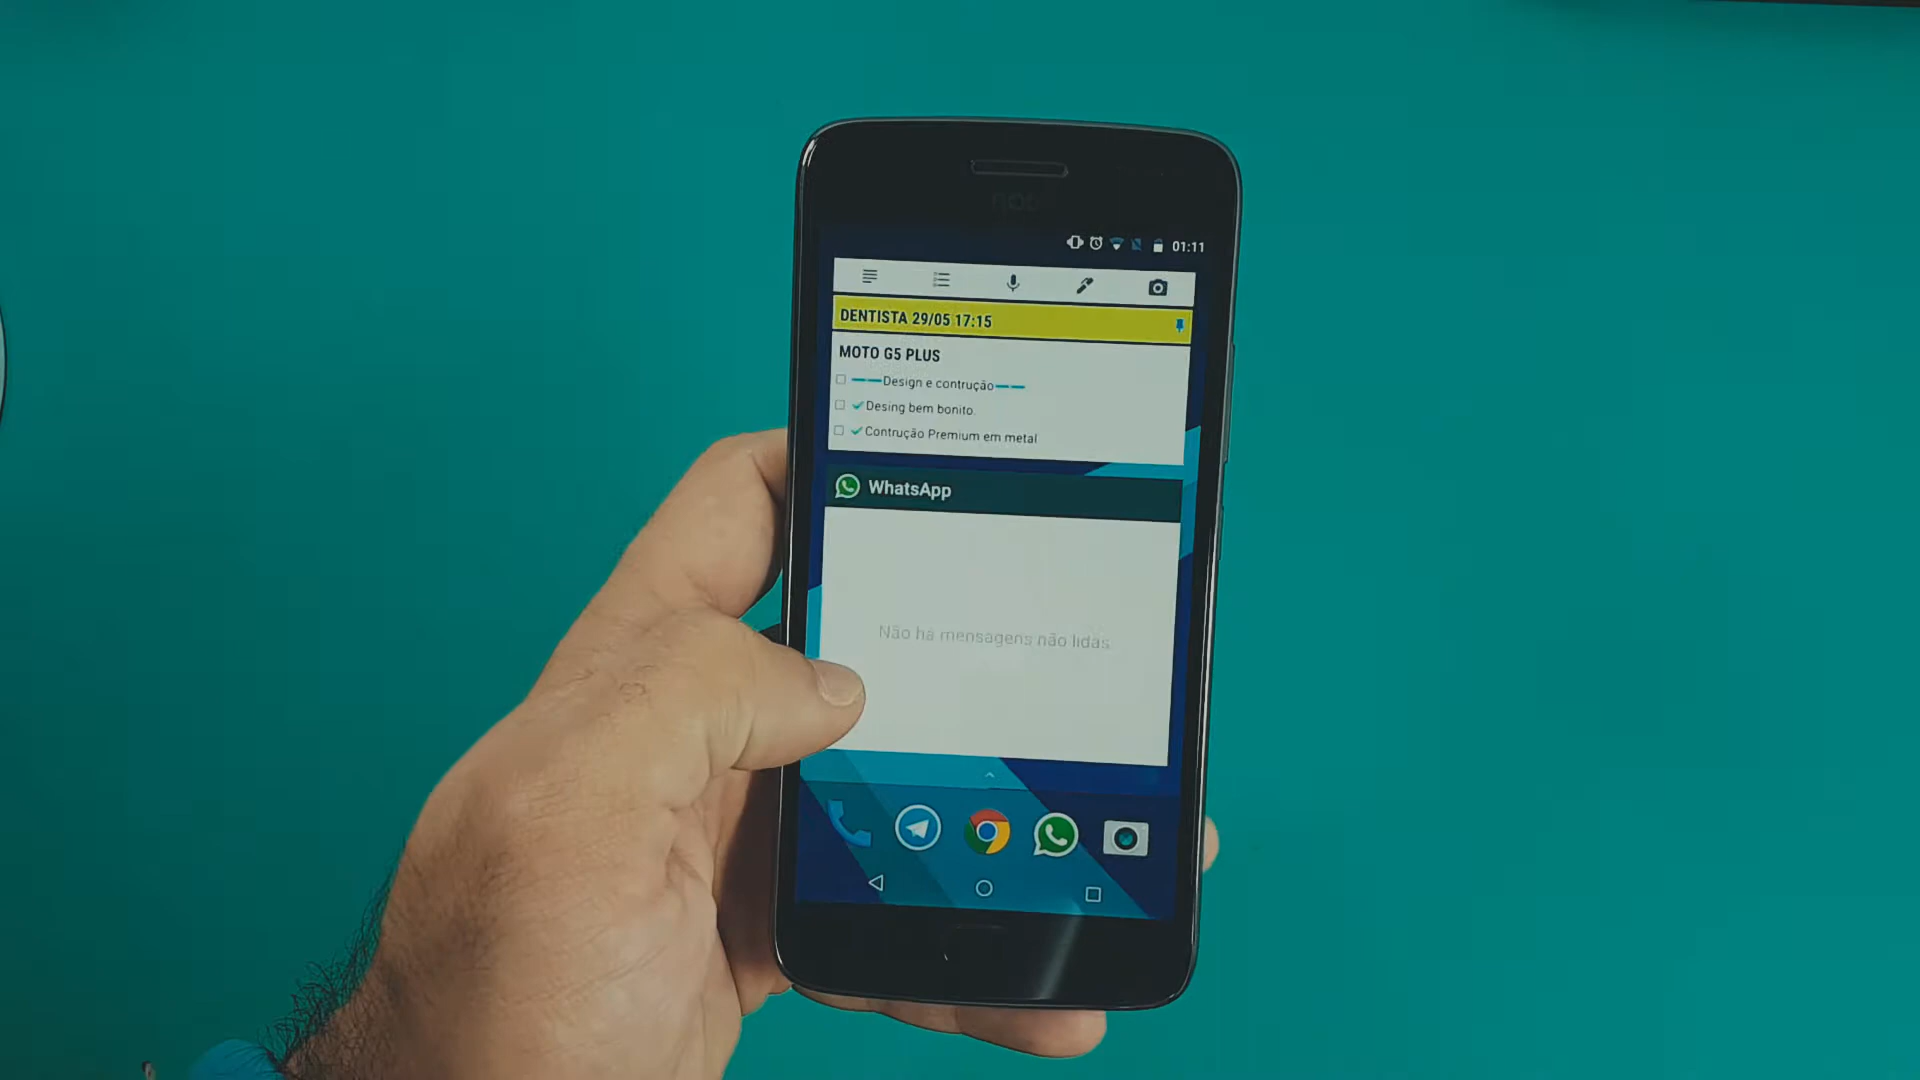 01:11
DENTISTA 29/05 17:15
MOTO G5 PLUS
Design e contrução
Desing bem bonito.
Contrução Premium em metal
WhatsApp
Não há mensagens não lidas